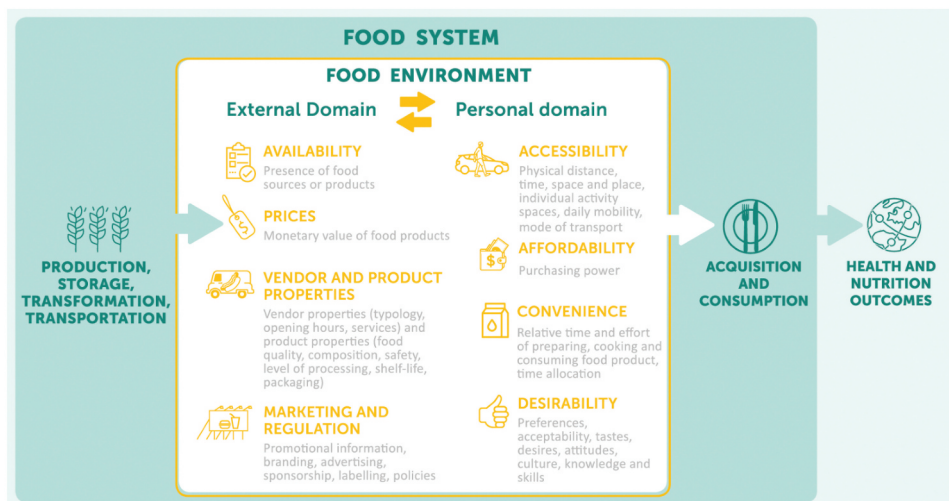 FOOD SYSTEM
FOOD ENVIRONMENT
External Domain
Personal domain
AVAILABILITY
Presence of food
sources or products
PRICES
Monetary value of food products
VENDOR AND PRODUCT
PROPERTIES
Vendor properties (typology,
opening hours, services) and
product properties (food
quality, composition, safety,
level of processing, shelf-life,
packaging)
MARKETING AND
REGULATION
Promotional information,
branding, advertising,
sponsorship, labelling, policies
ACCESSIBILITY
Physical distance,
time, space and place,
individual activity
spaces, daily mobility,
mode of transport
AFFORDABILITY
Purchasing power
CONVENIENCE
Relative time and effort
of preparing, cooking and
consuming food product,
time allocation
DESIRABILITY
Preferences,
acceptability, tastes,
desires, attitudes,
culture, knowledge and
skills
PRODUCTION,
STORAGE,
TRANSFORMATION,
TRANSPORTATION
ACQUISITION
AND
CONSUMPTION
HEALTH AND
NUTRITION
OUTCOMES